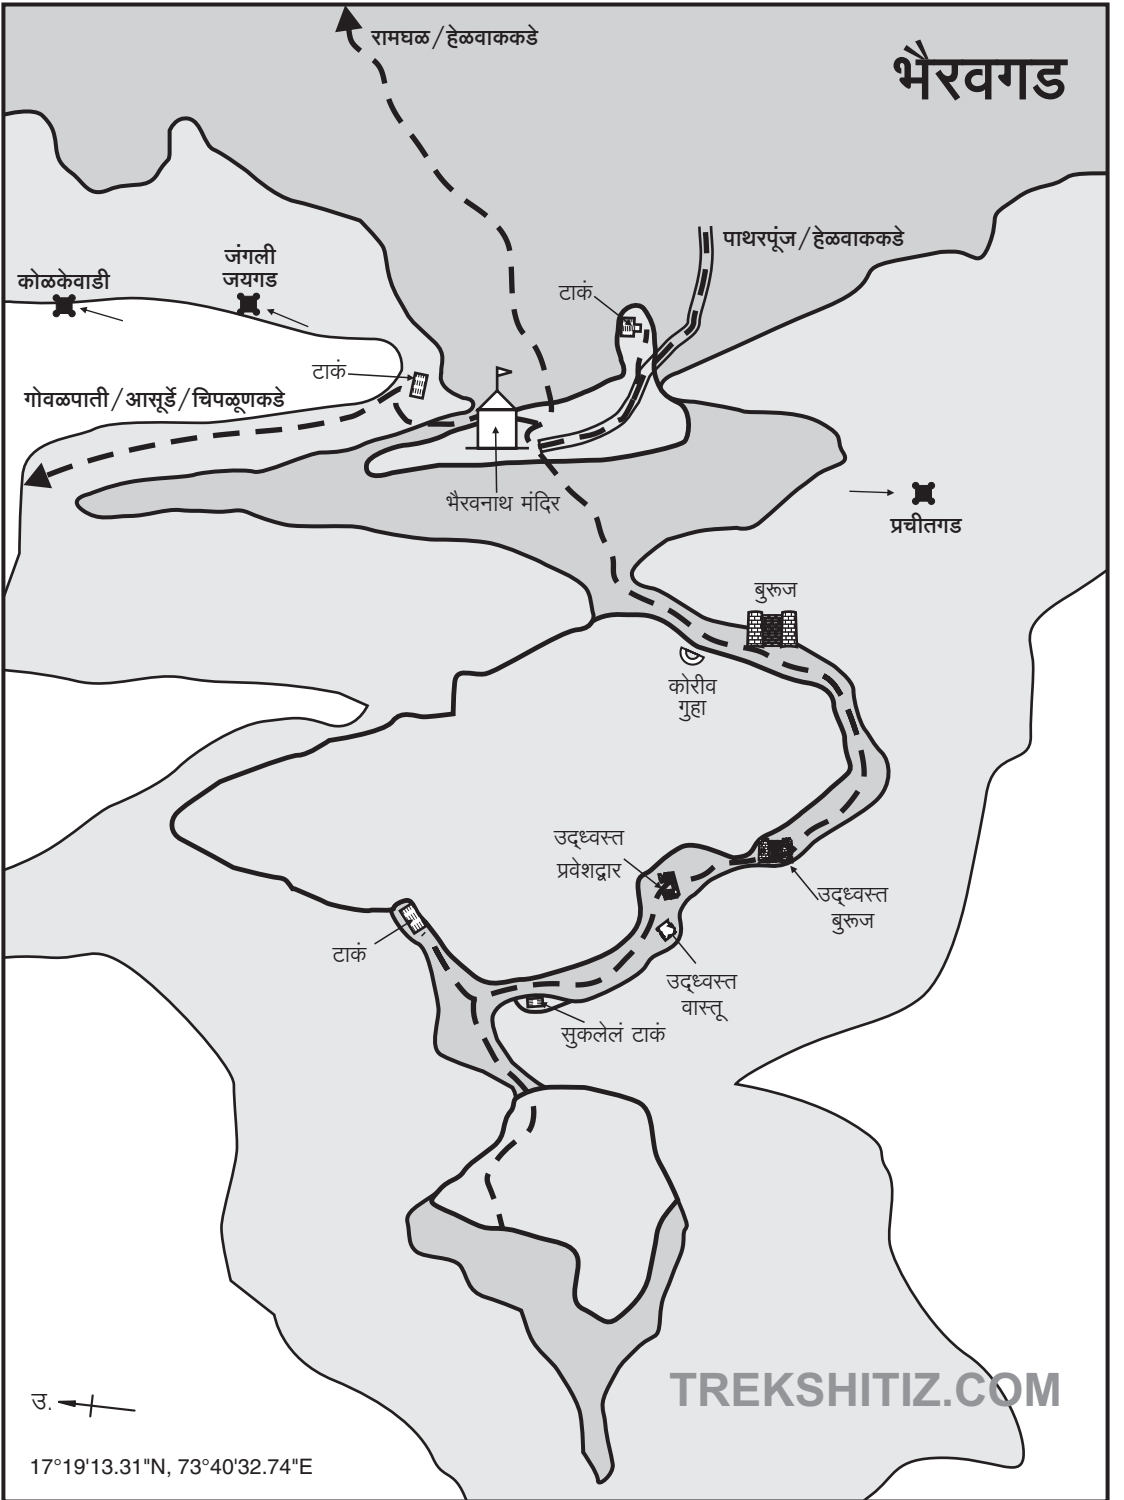 रामघळ/हेळवाककडे
भैरवगड
पाथरपूंज/हेळवाककडे
जंगली
जयगड
कोळकेवाडी
टाकं
टाकं
गोवळपाती/आसूर्डे/चिपळूणकडे
भैरवनाथ मंदिर
प्रचीतगड
बुरूज
कोरीव
गुहा
उद्ध्वस्त
प्रवेशद्वार
उद्ध्वस्त
बुरूज
टाकं
उद्ध्वस्त
वास्तू
सुकलेलं टाकं
TREKSHITIZ.COM
उ.
17°19'13.31"N, 73°40'32.74"E